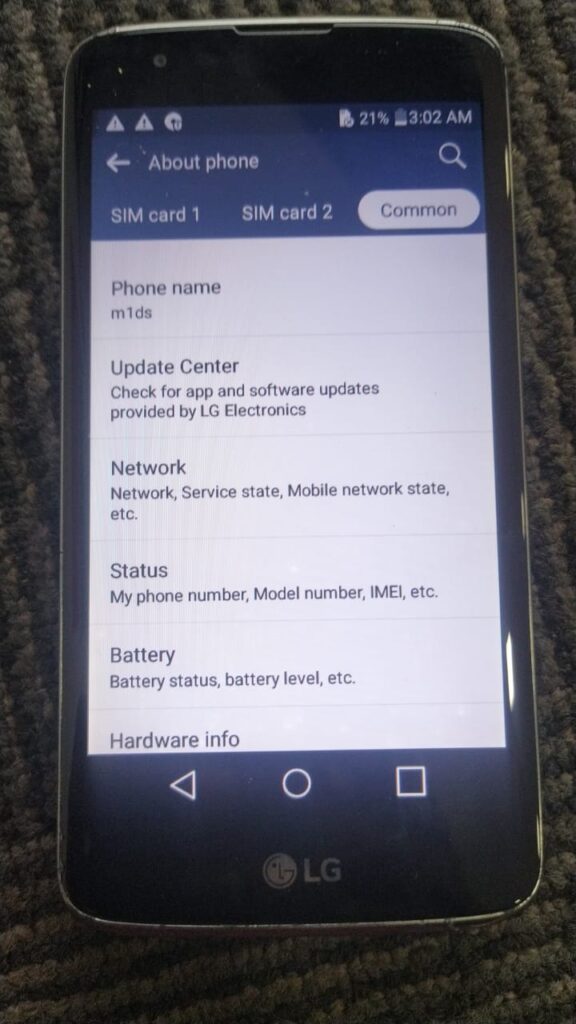 21% 3:02 AM
About phone
SIM card 1 SIM card 2 Common
Phone name
m1ds
Update Center
Check for app and software updates
provided by LG Electronics
Network
Network, Service state, Mobile network state,
etc.
Status
My phone number, Model number, IMEI, etc.
Battery
Battery status, battery level, etc.
Hardware info
LG